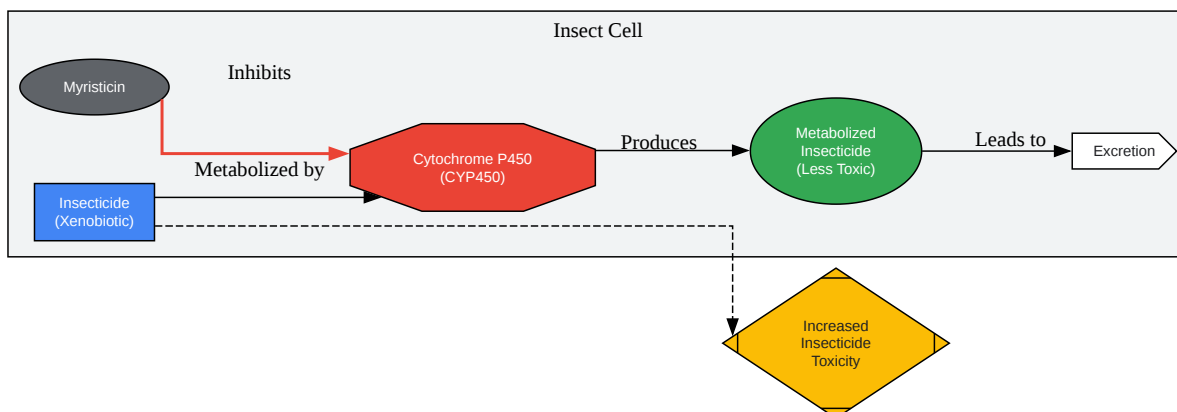 Insect Cell
Inhibits
Myristicin
Produces
Metabolized
Insecticide
(Less Toxic)
Leads to
Excretion
Cytochrome P450
(CYP450)
Metabolized by
Insecticide
(Xenobiotic)
Increased
Insecticide
Toxicity